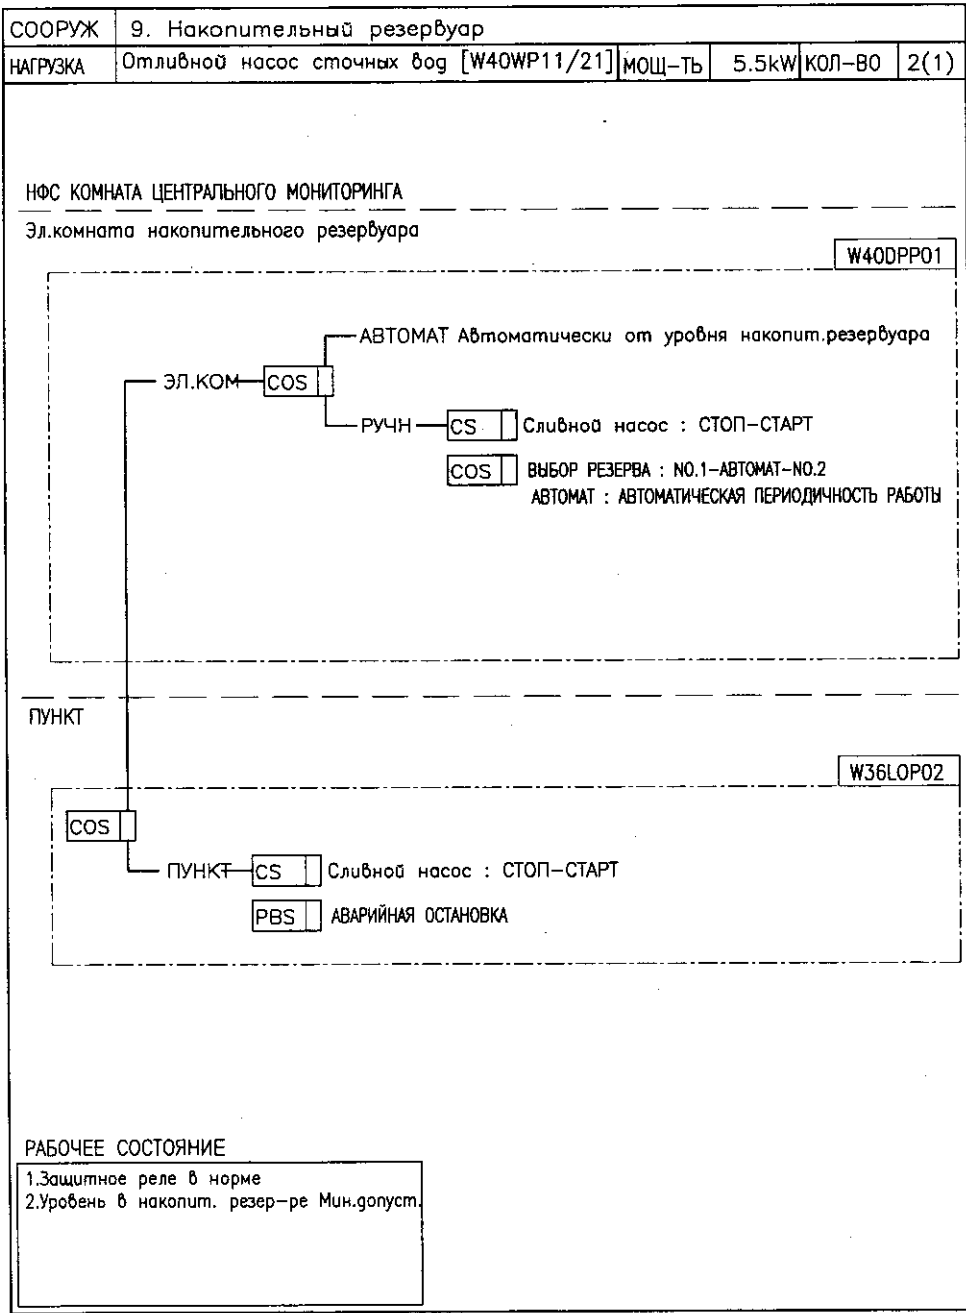 СООРУЖ 9. Накопительный резервуар
НАГРУЗКА Отливной насос сточных вод [W40WP11/21] МОЩ-ТЬ 5.5kW КОЛ-ВО 2(1)
НФС КОМНАТА ЦЕНТРАЛЬНОГО МОНИТОРИНГА
Эл.комната накопительного резервуара
W40DPP01
АВТОМАТ Автоматически от уровня накопит.резервуара
ЭЛ.КОМ COS
РУЧН CS Сливной насос : СТОП-СТАРТ
COS ВЫБОР РЕЗЕРВА : NO.1-АВТОМАТ-NO.2
АВТОМАТ : АВТОМАТИЧЕСКАЯ ПЕРИОДИЧНОСТЬ РАБОТЫ
ПУНКТ
W36LOP02
COS
ПУНКТ CS Сливной насос : СТОП-СТАРТ
PBS АВАРИЙНАЯ ОСТАНОВКА
РАБОЧЕЕ СОСТОЯНИЕ
1.Защитное реле в норме
2.Уровень в накопит. резер-ре Мин.допуст.